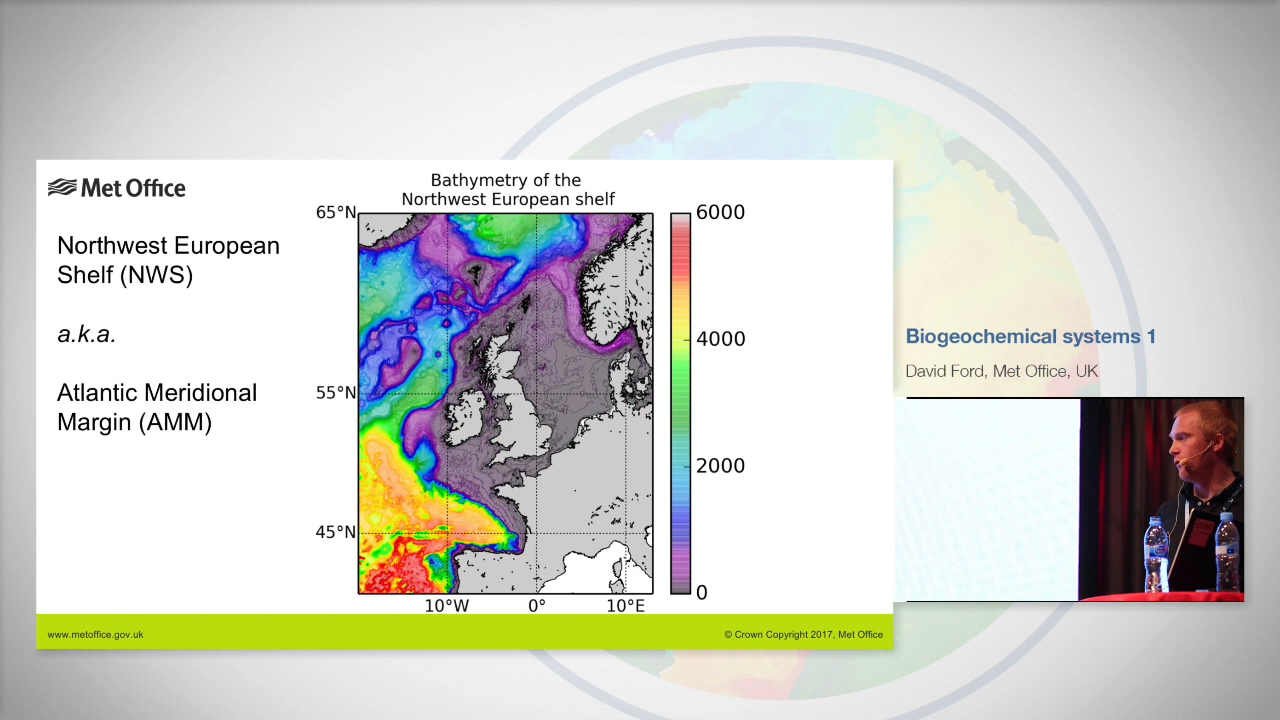 Met Office
Northwest European
Shelf (NWS)
a.k.a.
Atlantic Meridional
Margin (AMM)
Bathymetry of the
Northwest European shelf
65°N
55°N
45°N
10°W
0°
10°E
6000
4000
2000
0
www.metoffice.gov.uk
© Crown Copyright 2017, Met Office
Biogeochemical systems 1
David Ford, Met Office, UK